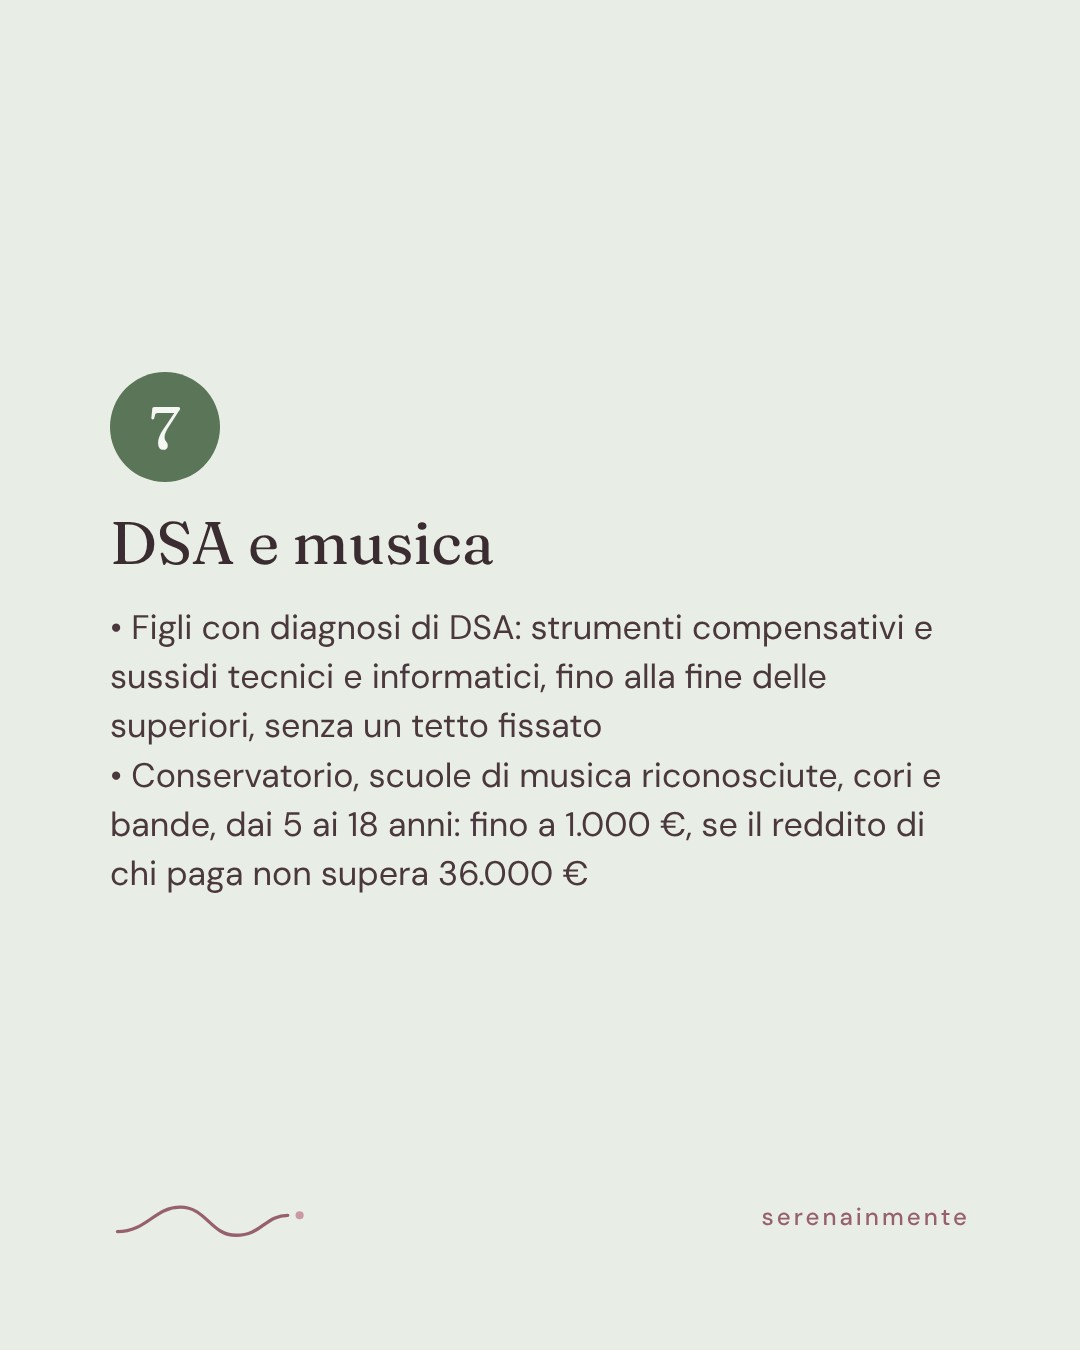 7
DSA e musica
• Figli con diagnosi di DSA: strumenti compensativi e
sussidi tecnici e informatici, fino alla fine delle
superiori, senza un tetto fissato
• Conservatorio, scuole di musica riconosciute, cori e
bande, dai 5 ai 18 anni: fino a 1.000 €, se il reddito di
chi paga non supera 36.000 €
serenainmente